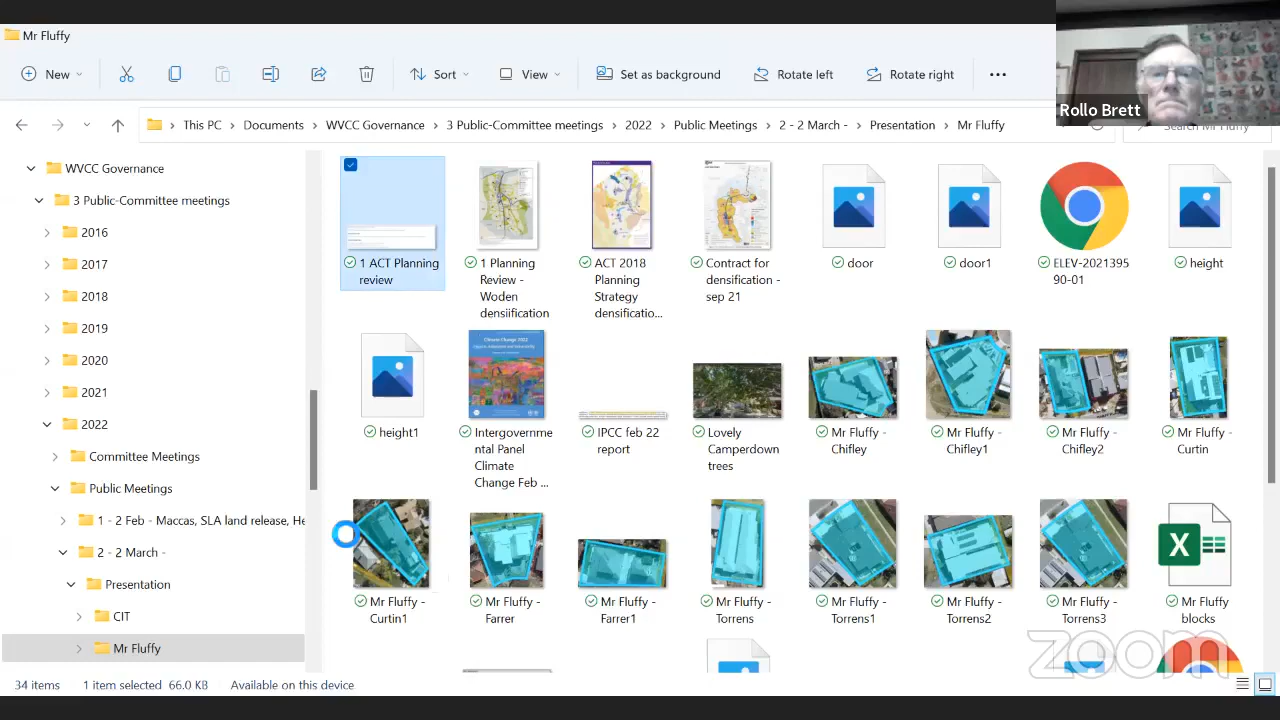 Mr Fluffy
New
Sort
View
Set as background
Rotate left
Rotate right
Rollo Brett
This PC
Documents
WVCC Governance
3 Public-Committee meetings
2022
Public Meetings
2 - 2 March -
Presentation
Mr Fluffy
Search Mr Fluffy
WVCC Governance
3 Public-Committee meetings
2016
2017
2018
2019
2020
2021
2022
Committee Meetings
Public Meetings
1 - 2 Feb - Maccas, SLA land release, He
2 - 2 March -
Presentation
CIT
Mr Fluffy
1 ACT Planning
review
1 Planning
Review -
Woden
densiification
ACT 2018
Planning
Strategy
densificatio...
Contract for
densification -
sep 21
door
door1
ELEV-2021395
90-01
height
height1
Intergovernme
ntal Panel
Climate
Change Feb ...
IPCC feb 22
report
Lovely
Camperdown
trees
Mr Fluffy -
Chifley
Mr Fluffy -
Chifley1
Mr Fluffy -
Chifley2
Mr Fluffy -
Curtin
Mr Fluffy -
Curtin1
Mr Fluffy -
Farrer
Mr Fluffy -
Farrer1
Mr Fluffy -
Torrens
Mr Fluffy -
Torrens1
Mr Fluffy -
Torrens2
Mr Fluffy -
Torrens3
Mr Fluffy
blocks
zoom
34 items
1 item selected 66.0 KB
Available on this device